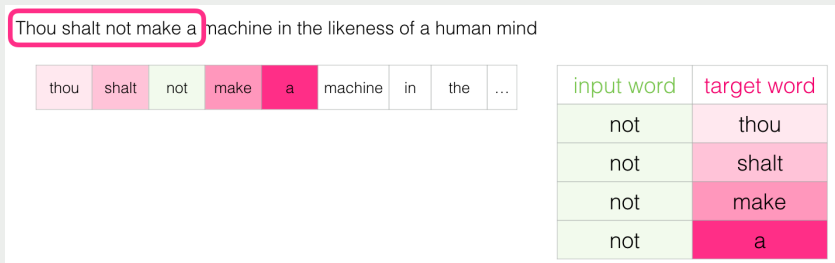 Thou shalt not make a machine in the likeness of a human mind
thou shalt not make a machine in the ...
input word target word
not thou
not shalt
not make
not a